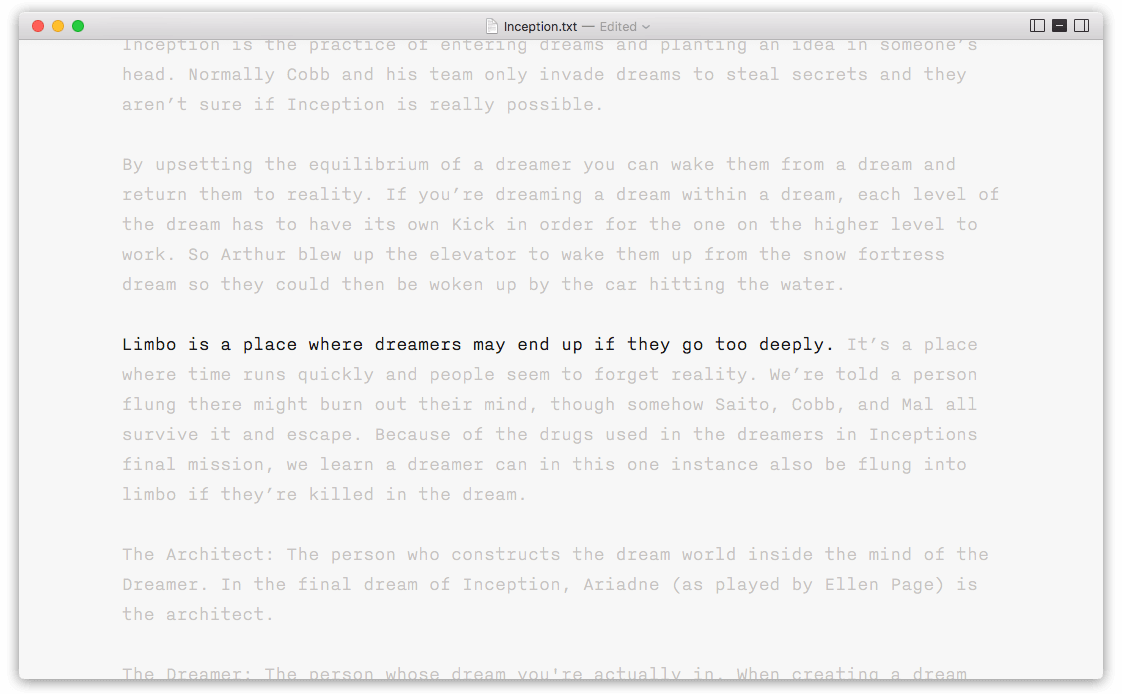 Inception.txt — Edited
Inception is the practice of entering dreams and planting an idea in someone’s
head. Normally Cobb and his team only invade dreams to steal secrets and they
aren’t sure if Inception is really possible.
By upsetting the equilibrium of a dreamer you can wake them from a dream and
return them to reality. If you’re dreaming a dream within a dream, each level of
the dream has to have its own Kick in order for the one on the higher level to
work. So Arthur blew up the elevator to wake them up from the snow fortress
dream so they could then be woken up by the car hitting the water.
Limbo is a place where dreamers may end up if they go too deeply. It’s a place
where time runs quickly and people seem to forget reality. We’re told a person
flung there might burn out their mind, though somehow Saito, Cobb, and Mal all
survive it and escape. Because of the drugs used in the dreamers in Inceptions
final mission, we learn a dreamer can in this one instance also be flung into
limbo if they’re killed in the dream.
The Architect: The person who constructs the dream world inside the mind of the
Dreamer. In the final dream of Inception, Ariadne (as played by Ellen Page) is
the architect.
The Dreamer: The person whose dream you're actually in. When creating a dream